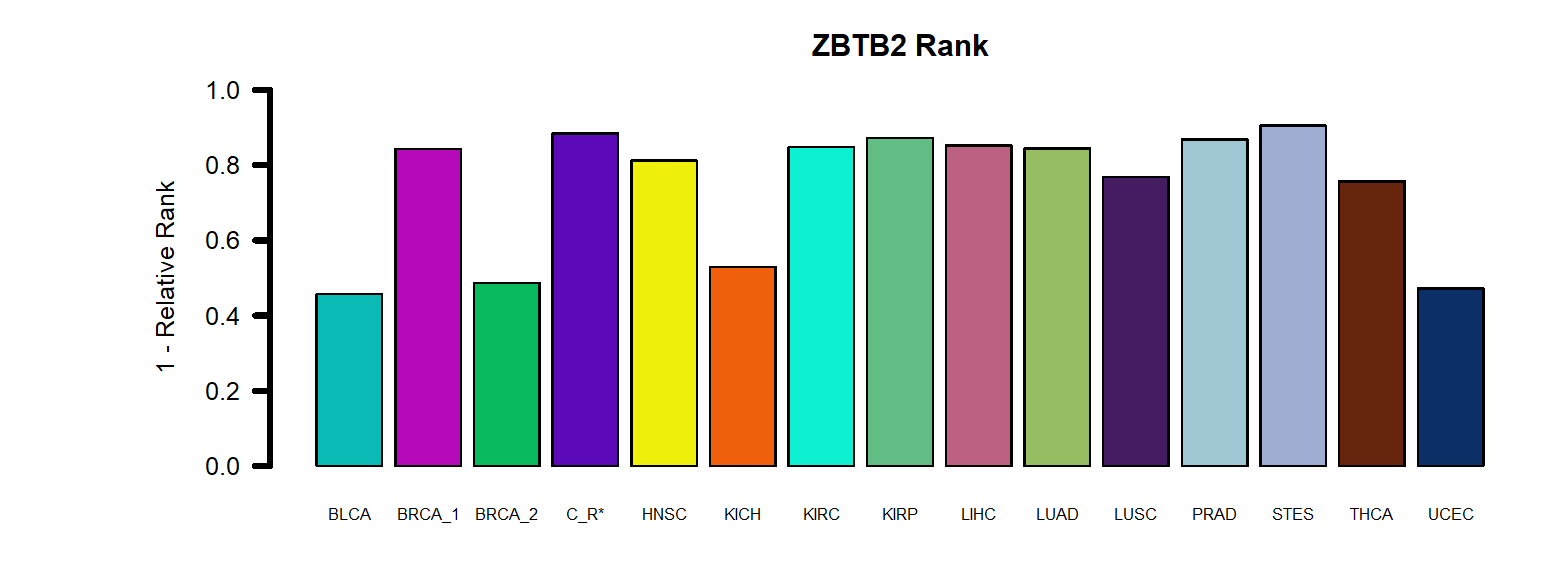 ZBTB2 Rank
1 - Relative Rank
1.0
0.8
0.6
0.4
0.2
0.0
BLCA BRCA_1 BRCA_2 C_R* HNSC KICH KIRC KIRP LIHC LUAD LUSC PRAD STES THCA UCEC